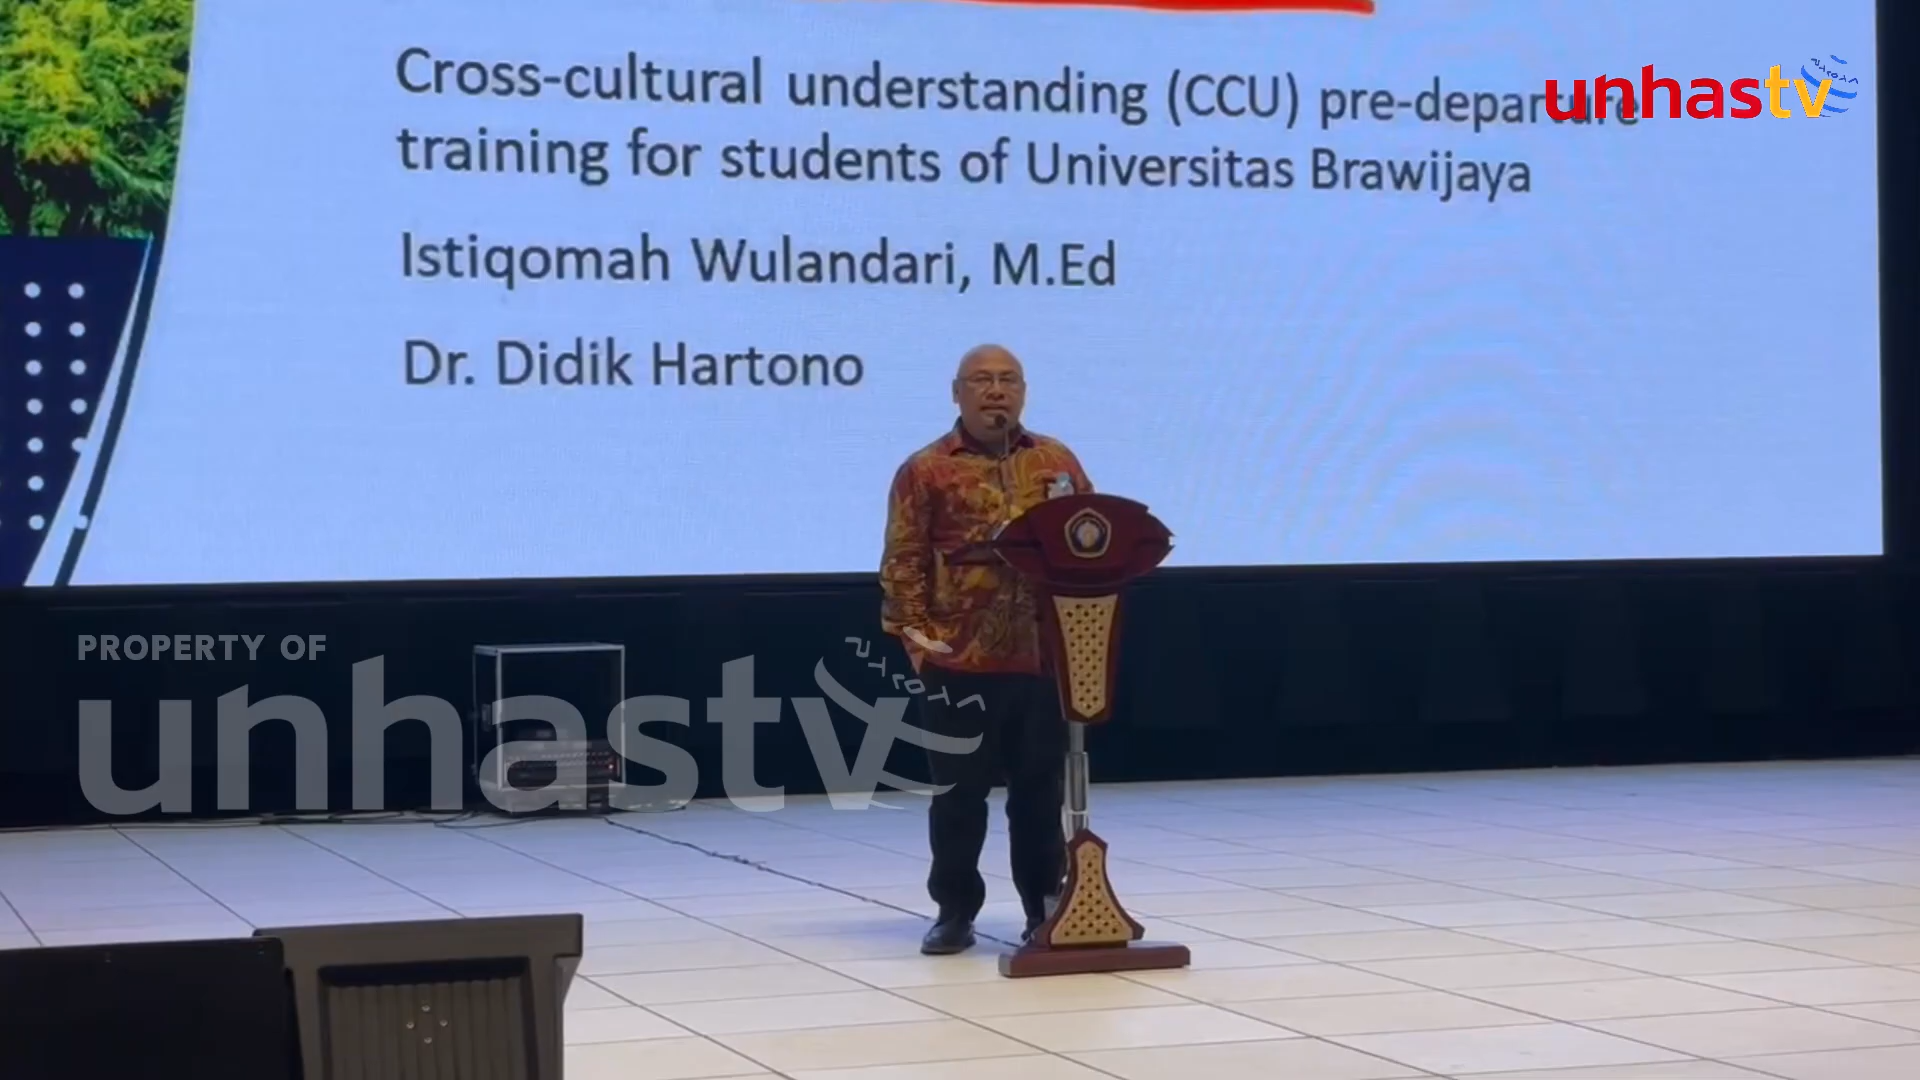 Cross-cultural understanding (CCU) pre-departure
training for students of Universitas Brawijaya
Istiqomah Wulandari, M.Ed
Dr. Didik Hartono
unhastv
PROPERTY OF
unhastv